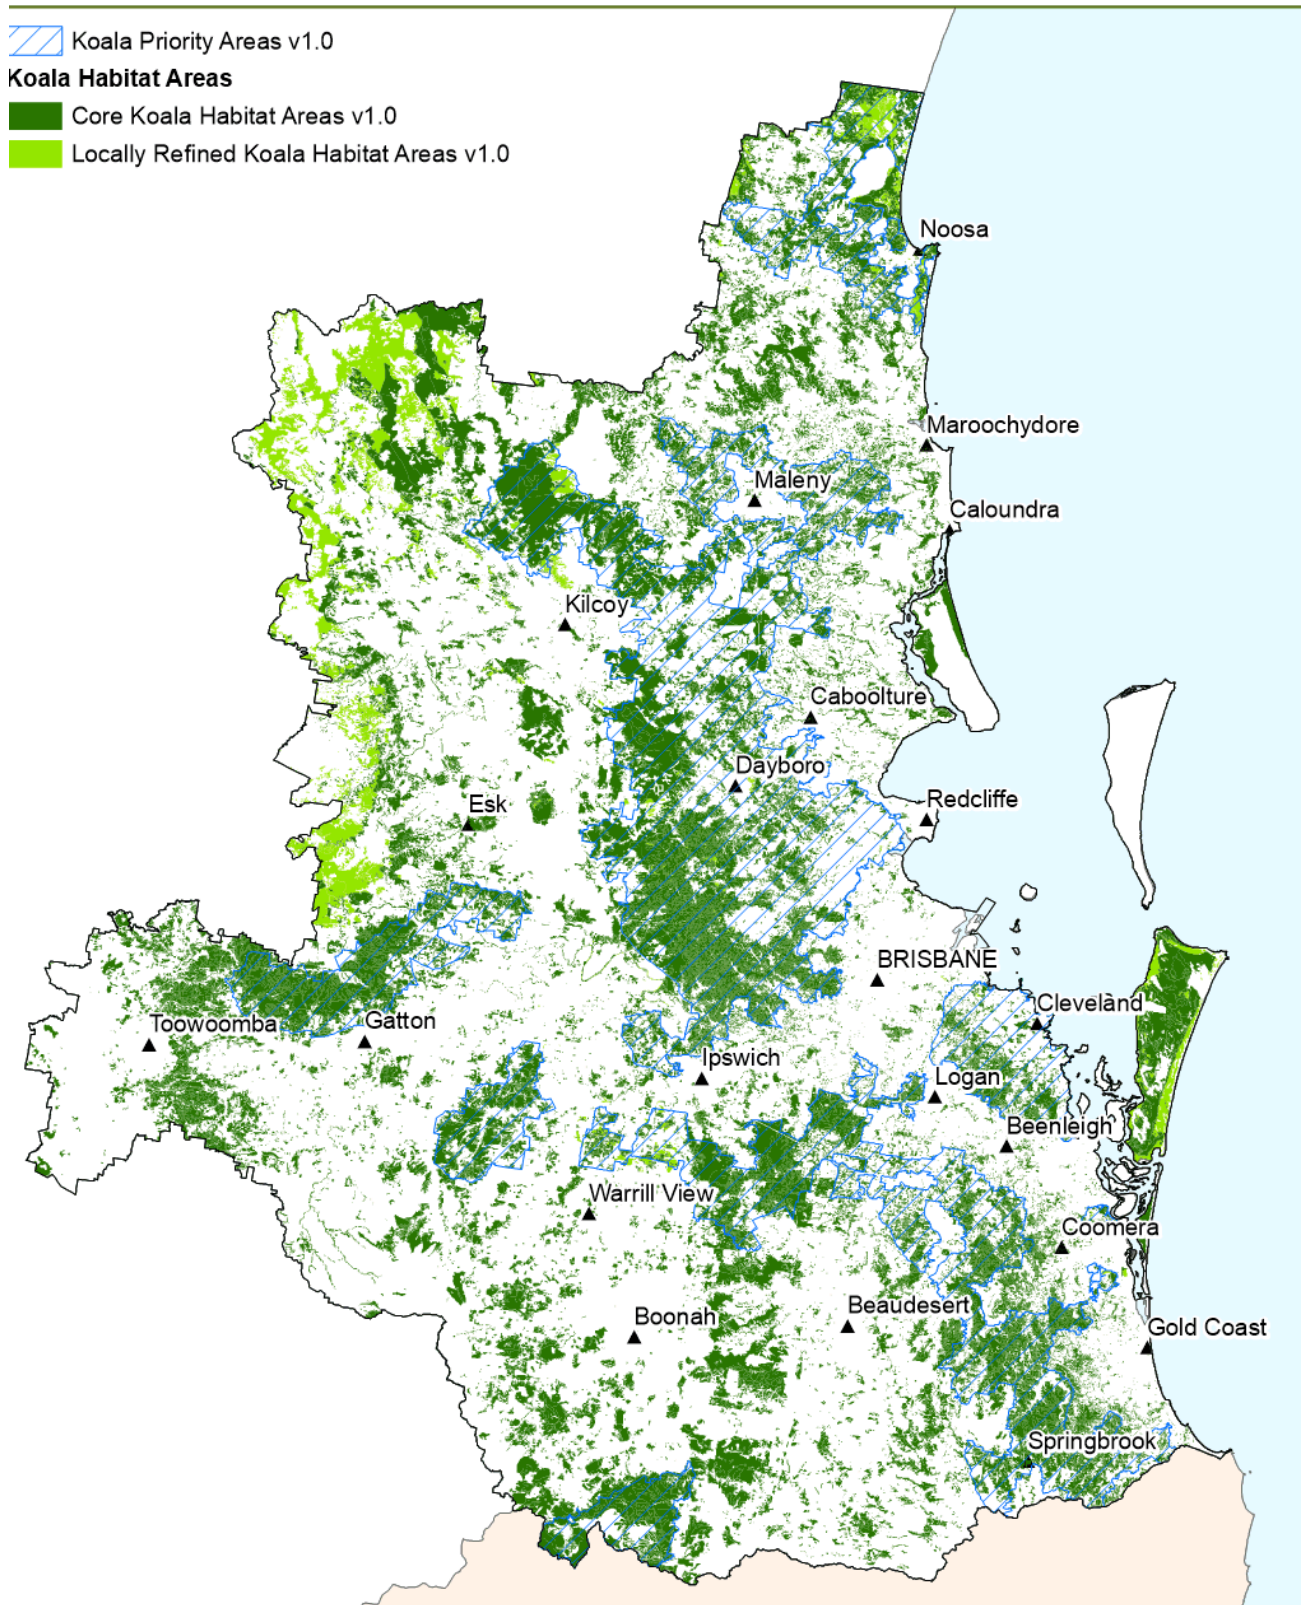 Koala Priority Areas v1.0
Koala Habitat Areas
Core Koala Habitat Areas v1.0
Locally Refined Koala Habitat Areas v1.0
Noosa
Maroochydore
Maleny
Caloundra
Kilcoy
Caboolture
Dayboro
Redcliffe
Esk
BRISBANE
Cleveland
Toowoomba
Gatton
Ipswich
Logan
Beenleigh
Warrill View
Coomera
Boonah
Beaudesert
Gold Coast
Springbrook